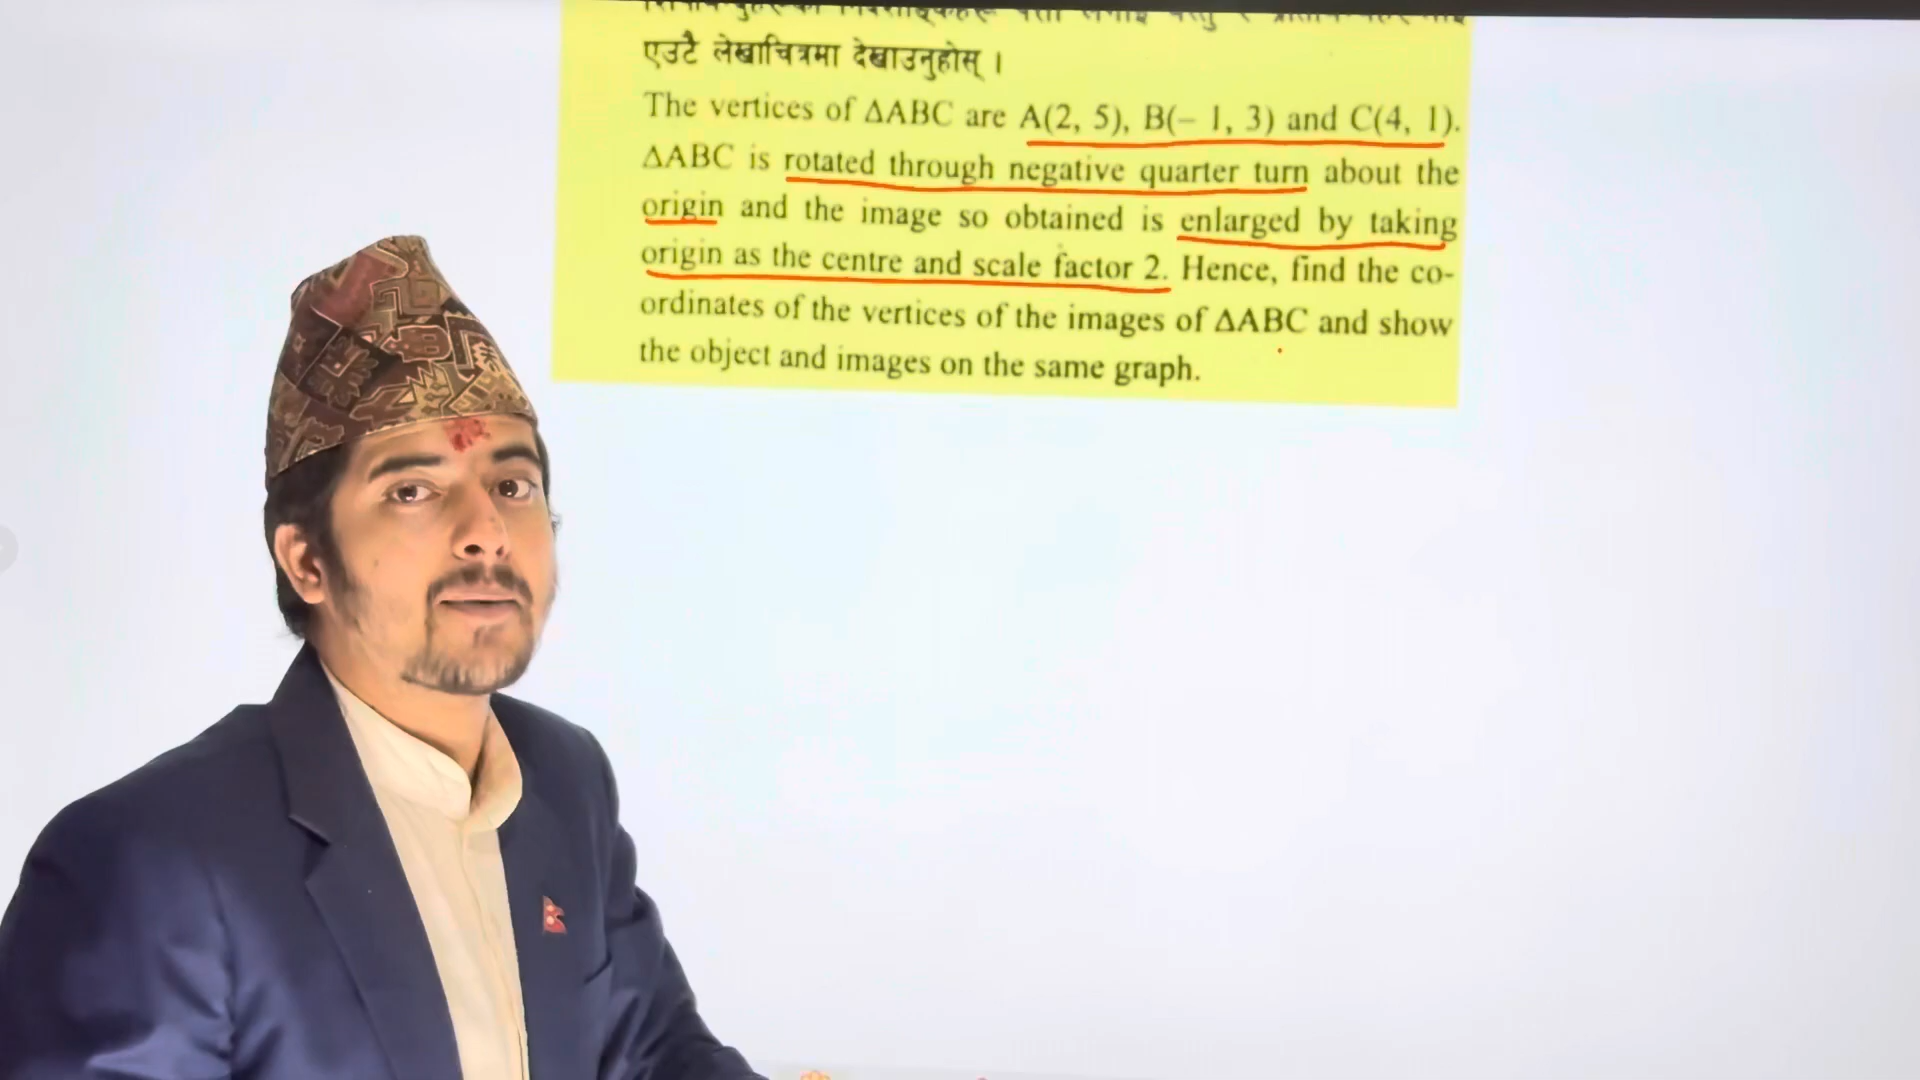 एउटै लेखाचित्रमा देखाउनुहोस् ।
The vertices of ΔABC are A(2, 5), B(– 1, 3) and C(4, 1).
ΔABC is rotated through negative quarter turn about the
origin and the image so obtained is enlarged by taking
origin as the centre and scale factor 2. Hence, find the co-
ordinates of the vertices of the images of ΔABC and show
the object and images on the same graph.